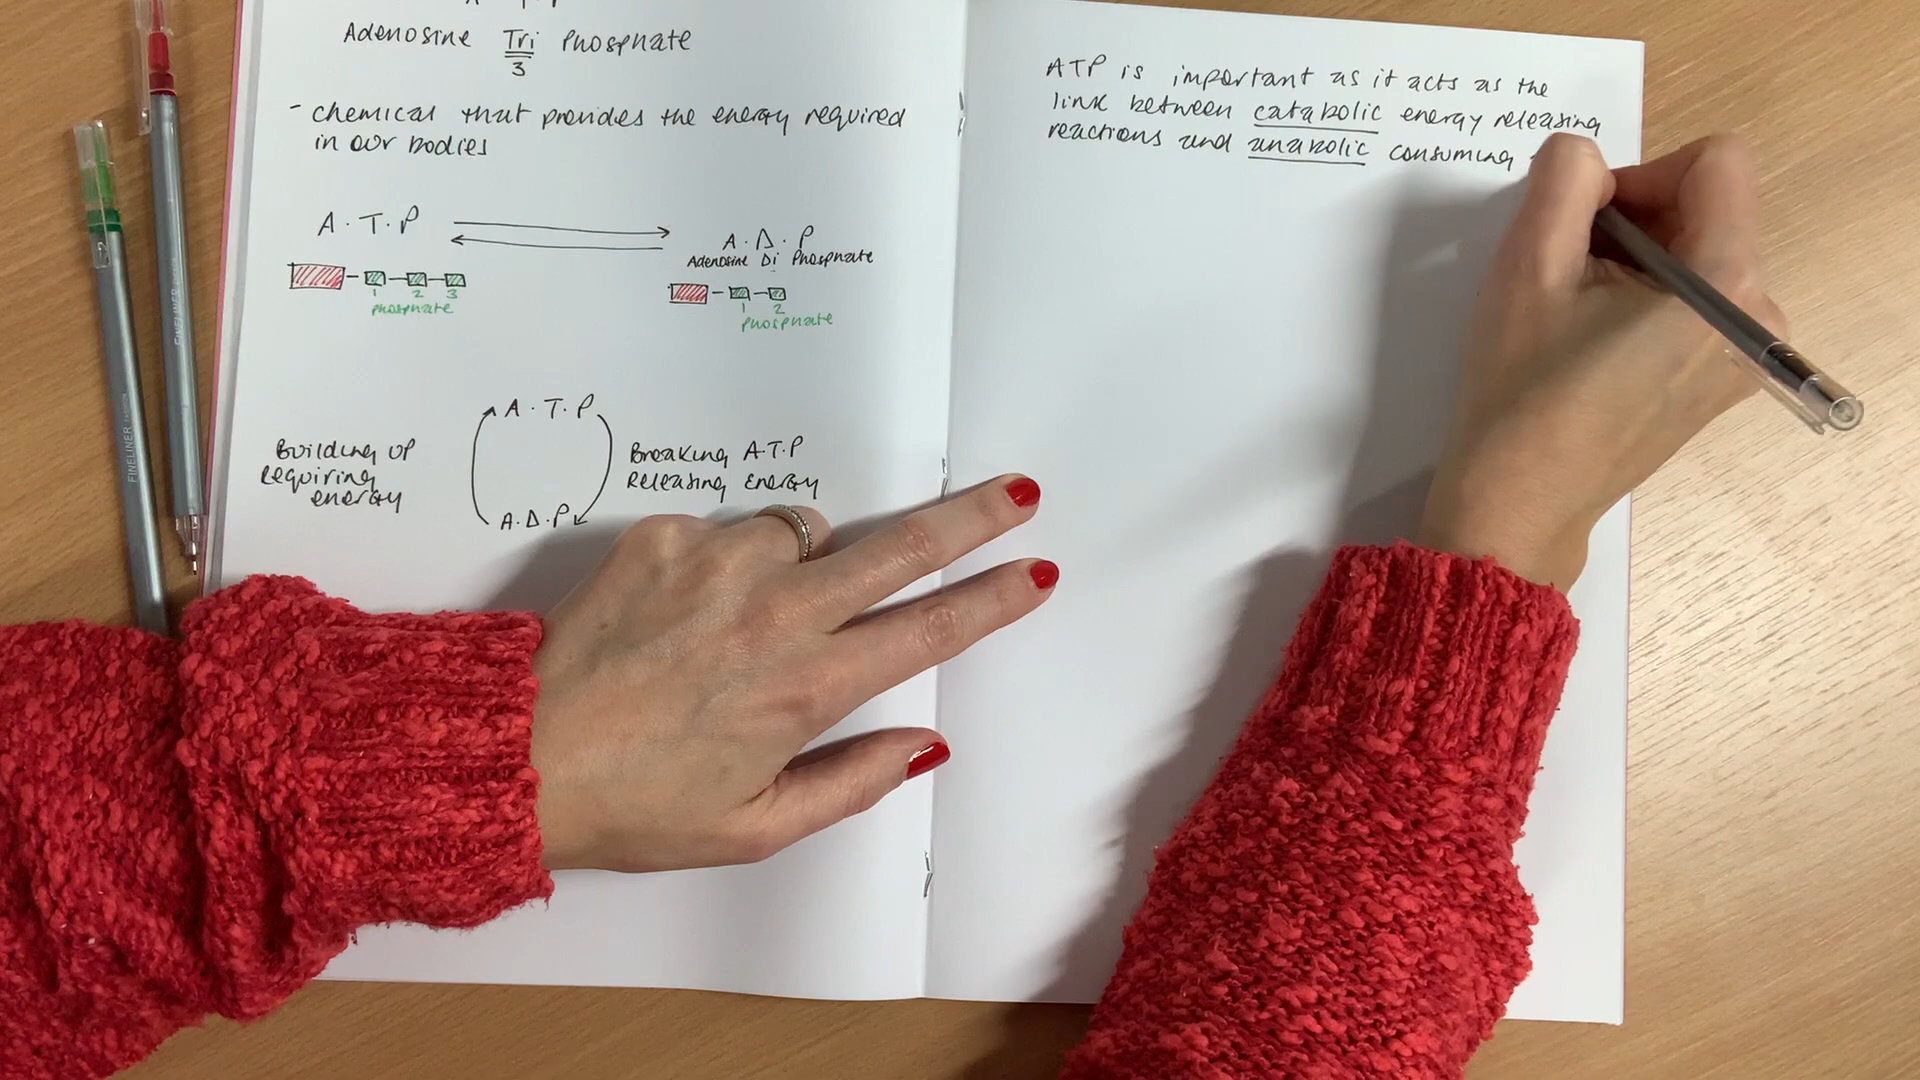 Adenosine Tri Phosphate
3
- chemical that provides the energy required
in our bodies
A.T.P
A.D.P
Adenosine Di Phosphate
1 2 3
phosphate
1 2
phosphate
A.T.P
Building up
requiring
energy
Breaking A.T.P
Releasing Energy
A.D.P
ATP is important as it acts as the
link between catabolic energy releasing
reactions and anabolic consuming
FINELINER
FINELINER